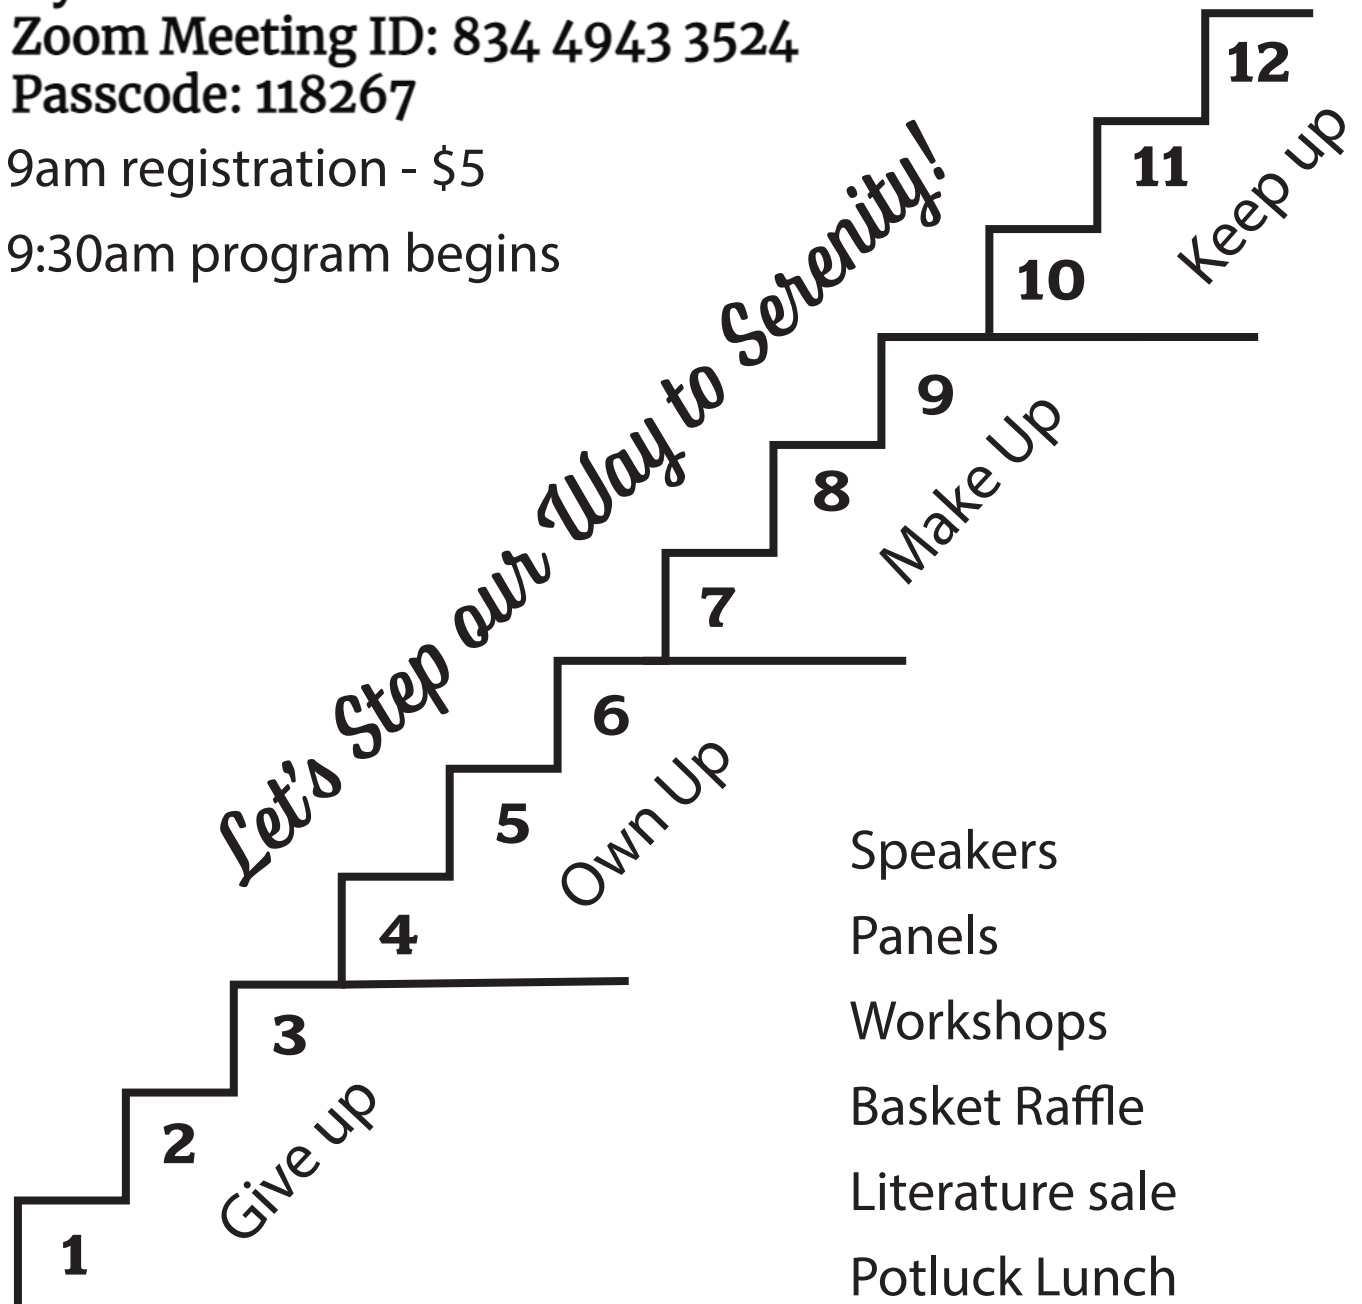 Zoom Meeting ID: 834 4943 3524
Passcode: 118267
9am registration - $5
9:30am program begins
Let's Step our Way to Serenity!
12
11
Keep up
10
9
Make Up
8
7
6
Own Up
5
4
3
Give up
2
1
Speakers
Panels
Workshops
Basket Raffle
Literature sale
Potluck Lunch